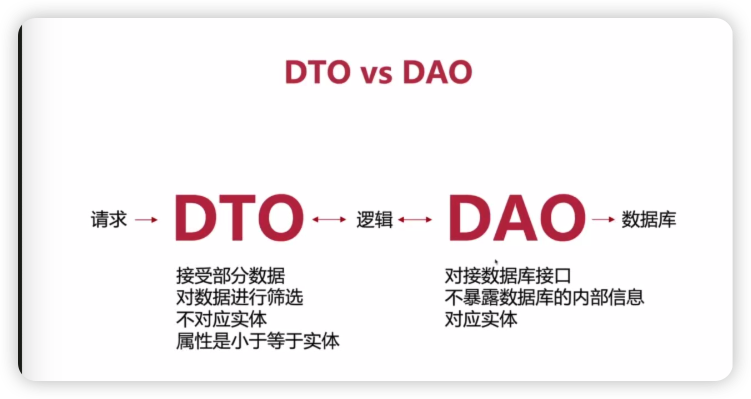 DTO vs DAO
请求 → DTO ↔ 逻辑 ↔ DAO → 数据库
接受部分数据
对数据进行筛选
不对应实体
属性是小于等于实体
对接数据库接口
不暴露数据库的内部信息
对应实体